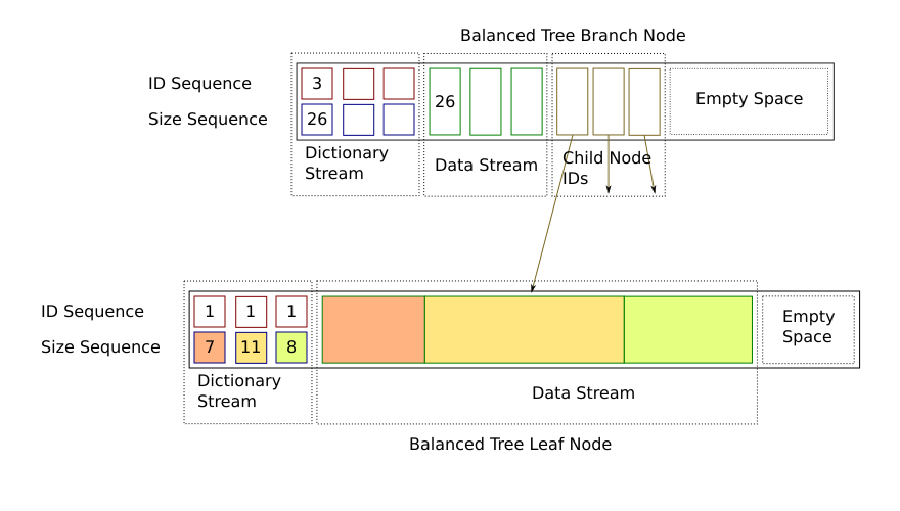 Balanced Tree Branch Node
ID Sequence
3
Size Sequence
26
26
Empty Space
Dictionary
Stream
Data Stream
Child Node
IDs
ID Sequence
1 1 1
Size Sequence
7 11 8
Empty
Space
Dictionary
Stream
Data Stream
Balanced Tree Leaf Node